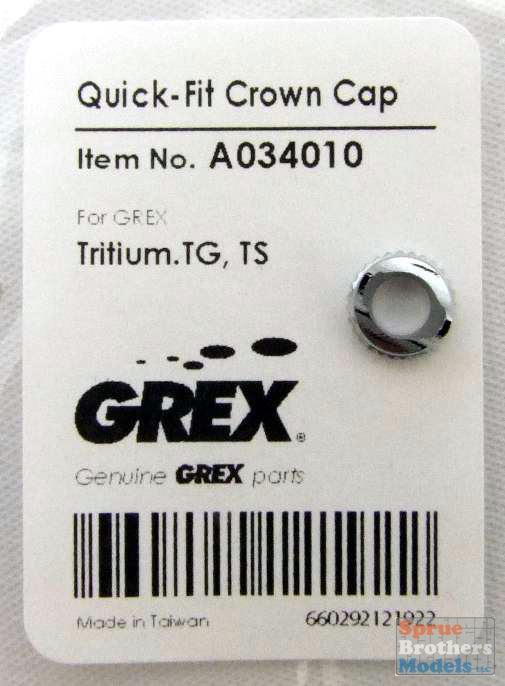 Quick-Fit Crown Cap
Item No. A034010
For GREX
Tritium.TG, TS
GREX®
Genuine GREX parts
Made in Taiwan
660292121922
Sprue
Brothers
Models LLC